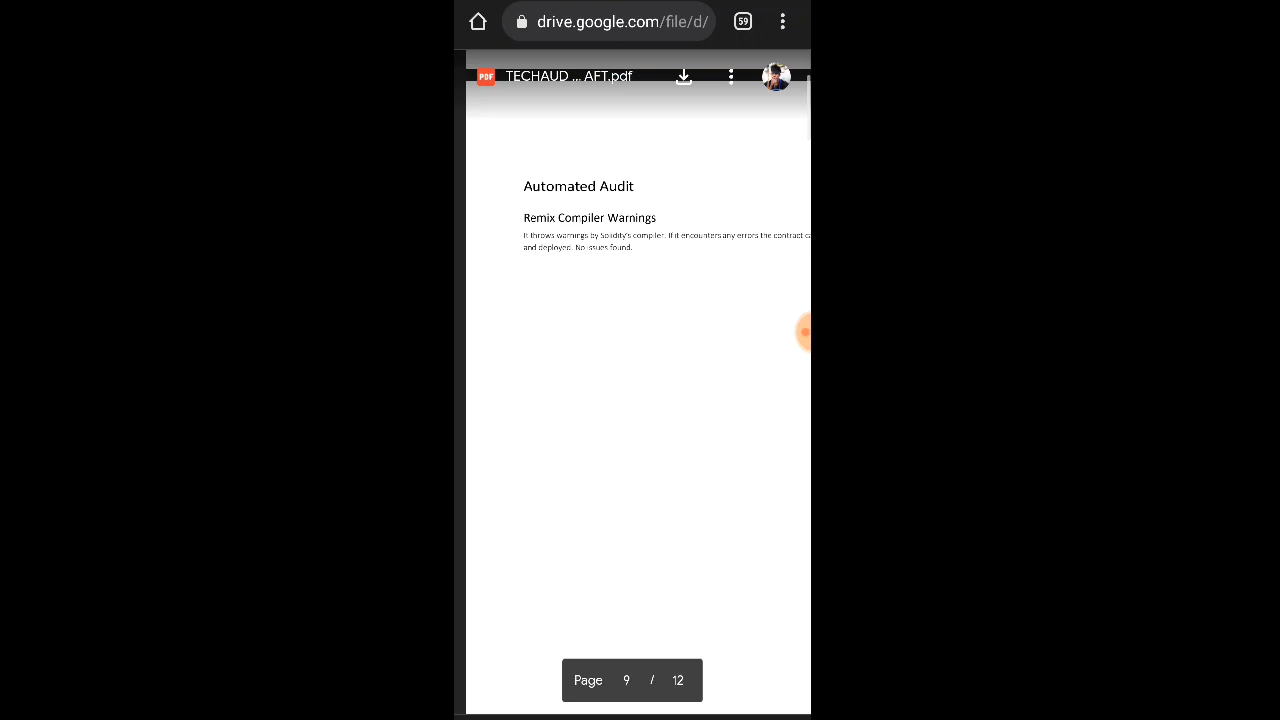 drive.google.com/file/d/
59
PDF
TECHAUD ... AFT.pdf
Automated Audit
Remix Compiler Warnings
It throws warnings by Solidity's compiler. If it encounters any errors the contract
and deployed. No issues found.
Page 9 / 12